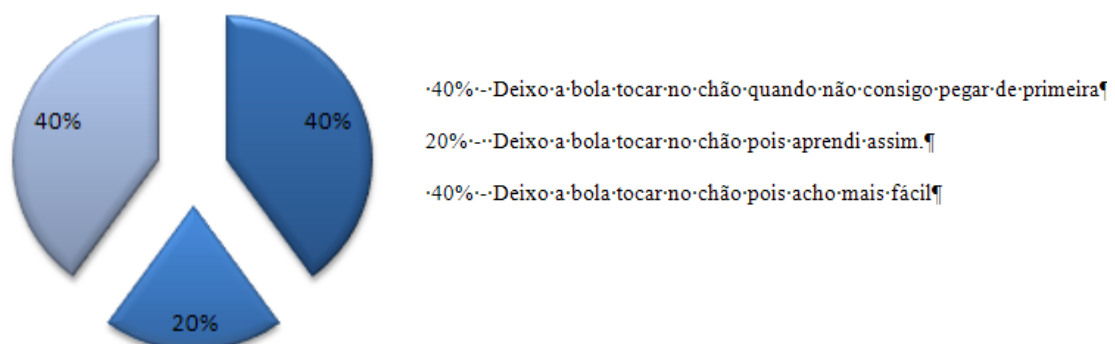 40%
40%
20%
·40%·-·Deixo·a·bola·tocar·no·chão·quando·não·consigo·pegar·de·primeira¶
20%·-··Deixo·a·bola·tocar·no·chão·pois·aprendi·assim.¶
·40%·-·Deixo·a·bola·tocar·no·chão·pois·acho·mais·fácil¶